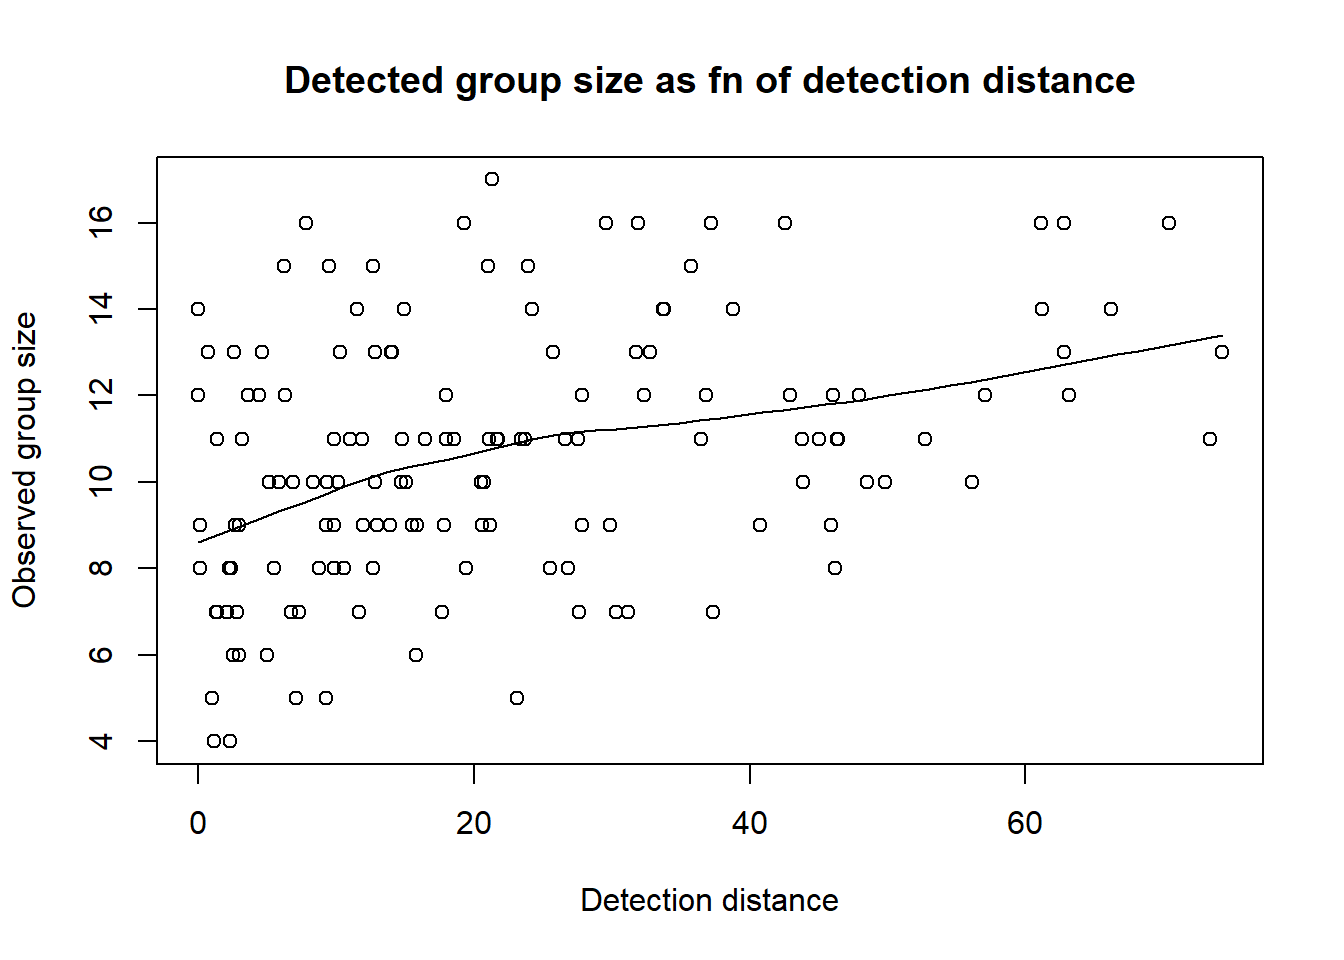 Detected group size as fn of detection distance
Observed group size
16
14
12
10
8
6
4
0 20 40 60
Detection distance